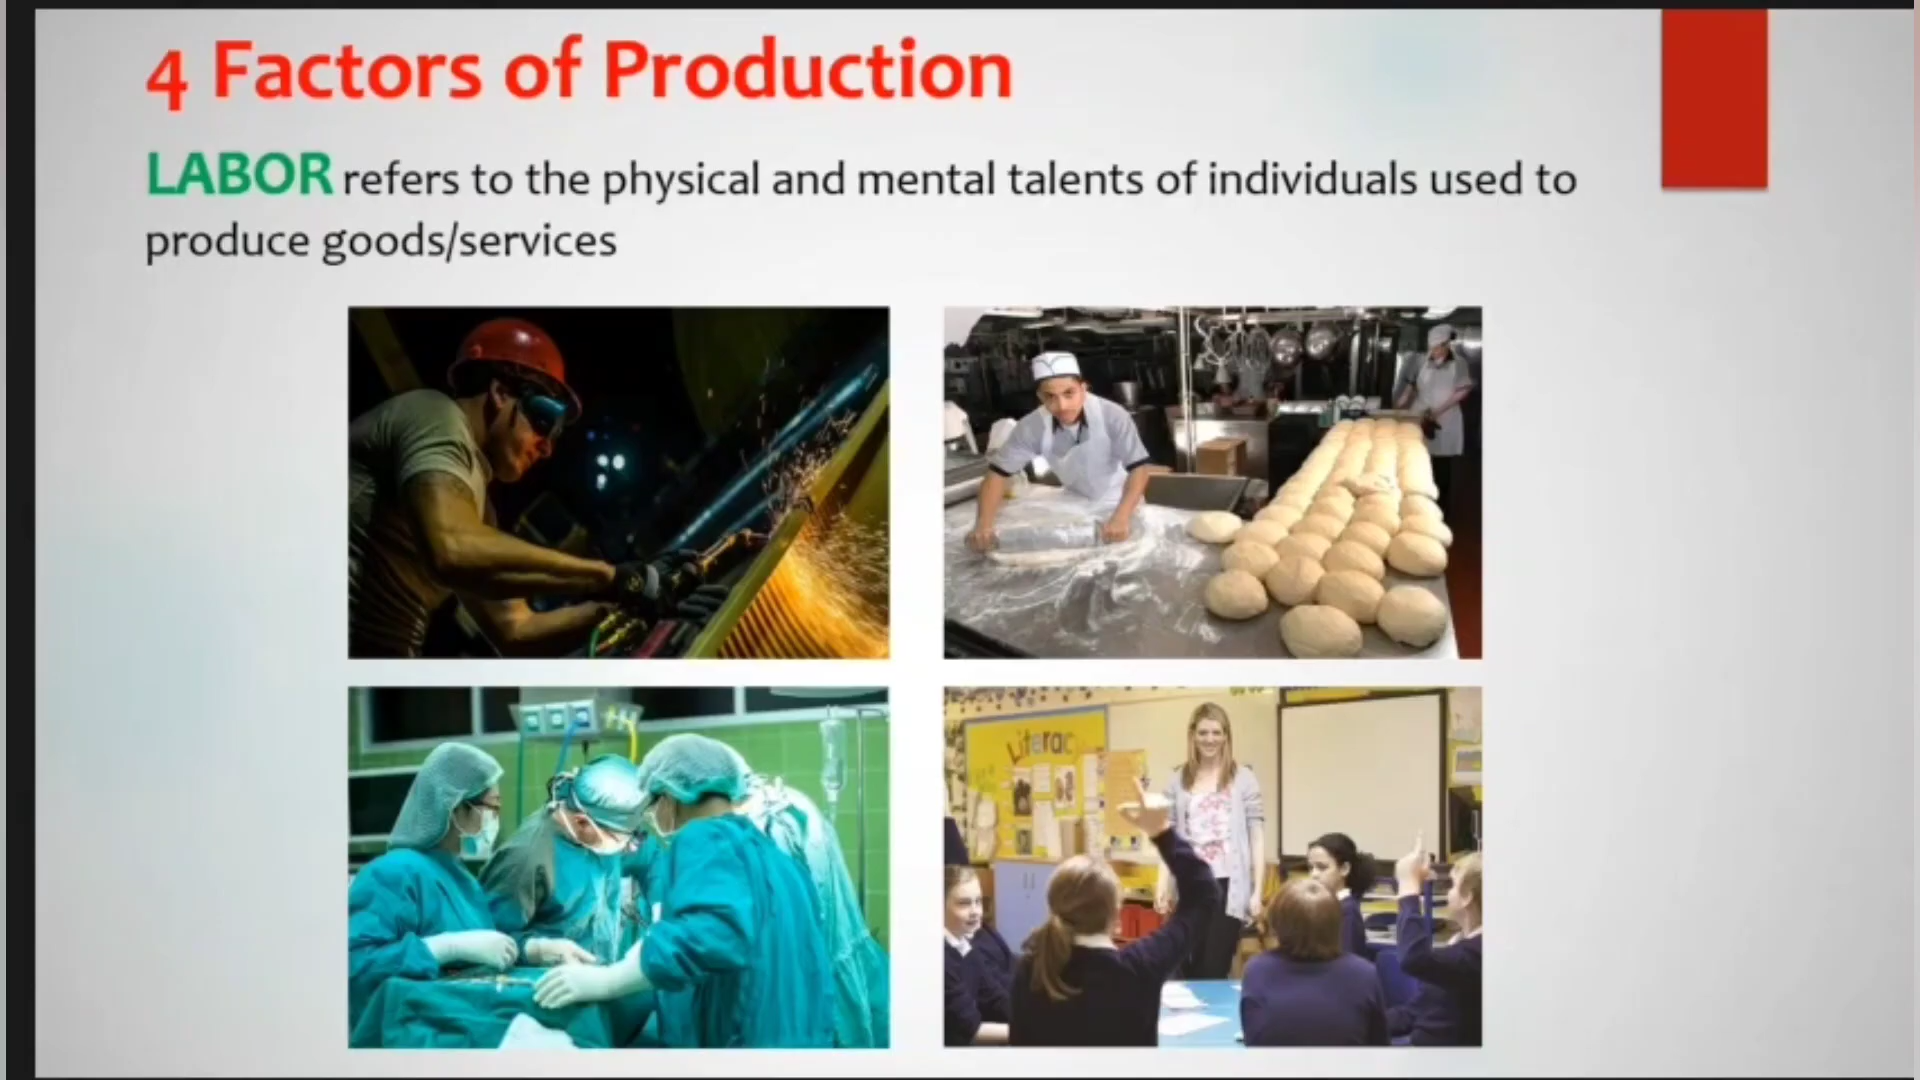 4 Factors of Production
LABOR refers to the physical and mental talents of individuals used to
produce goods/services
Literac